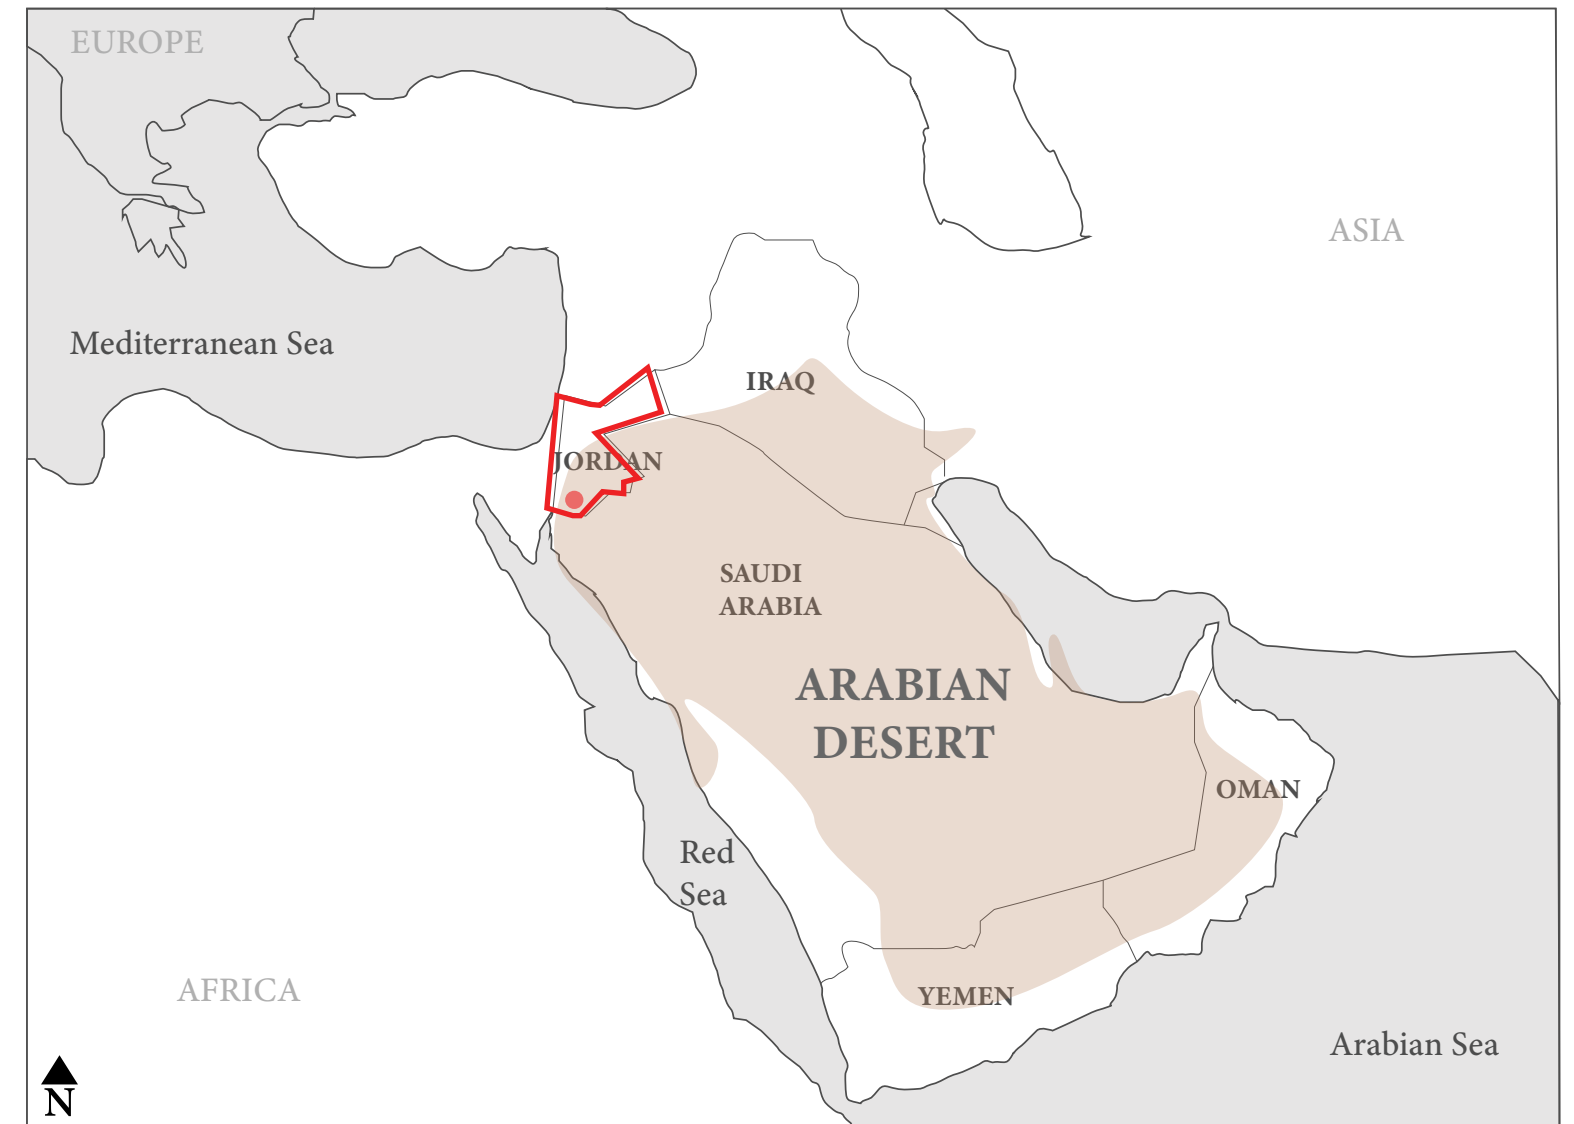 EUROPE
ASIA
Mediterranean Sea
IRAQ
JORDAN
SAUDI
ARABIA
ARABIAN
DESERT
OMAN
Red
Sea
AFRICA
YEMEN
Arabian Sea
N